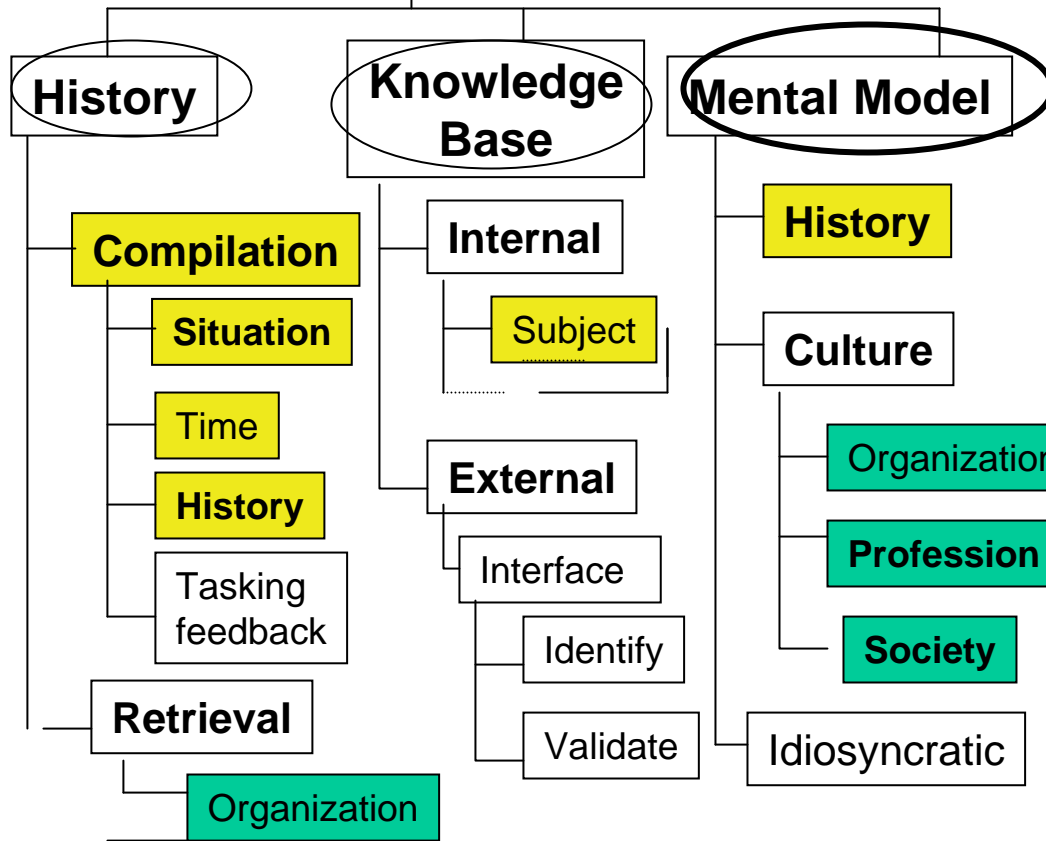 History
Compilation
Situation
Time
History
Tasking
feedback
Retrieval
Organization
Knowledge
Base
Internal
Subject
External
Interface
Identify
Validate
Mental Model
History
Culture
Organization
Profession
Society
Idiosyncratic